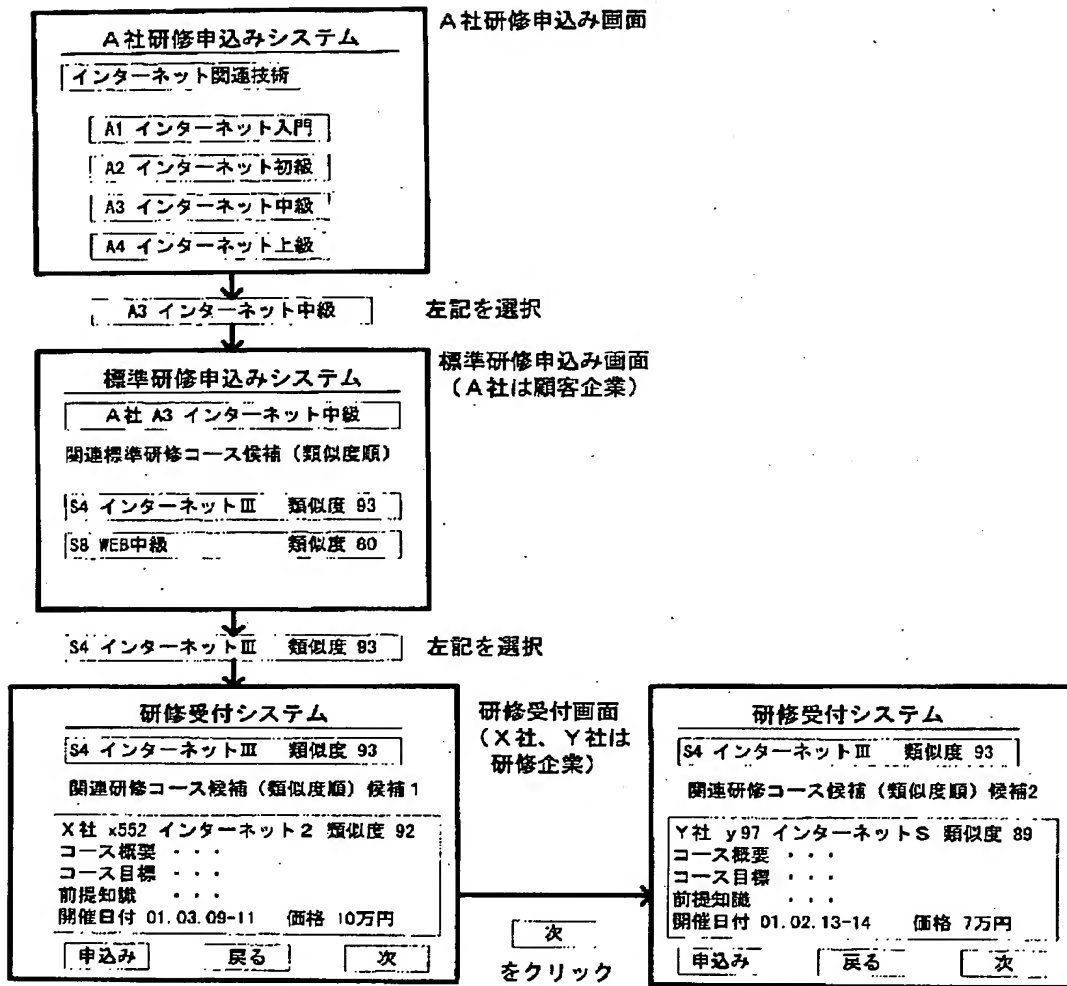 A社研修申込みシステム
インターネット関連技術
A1 インターネット入門
A2 インターネット初級
A3 インターネット中級
A4 インターネット上級
A社研修申込み画面
A3 インターネット中級
左記を選択
標準研修申込みシステム
A社 A3 インターネット中級
関連標準研修コース候補（類似度順）
S4 インターネットⅢ 類似度 93
S8 WEB中級 類似度 80
標準研修申込み画面
（A社は顧客企業）
S4 インターネットⅢ 類似度 93
左記を選択
研修受付システム
S4 インターネットⅢ 類似度 93
関連研修コース候補（類似度順）候補1
X社 x552 インターネット2 類似度 92
コース概要 ・・・
コース目標 ・・・
前提知識 ・・・
開催日付 01.03.09-11 価格 10万円
申込み 戻る 次
研修受付画面
（X社、Y社は
研修企業）
次
をクリック
研修受付システム
S4 インターネットⅢ 類似度 93
関連研修コース候補（類似度順）候補2
Y社 y97 インターネットS 類似度 89
コース概要 ・・・
コース目標 ・・・
前提知識 ・・・
開催日付 01.02.13-14 価格 7万円
申込み 戻る 次